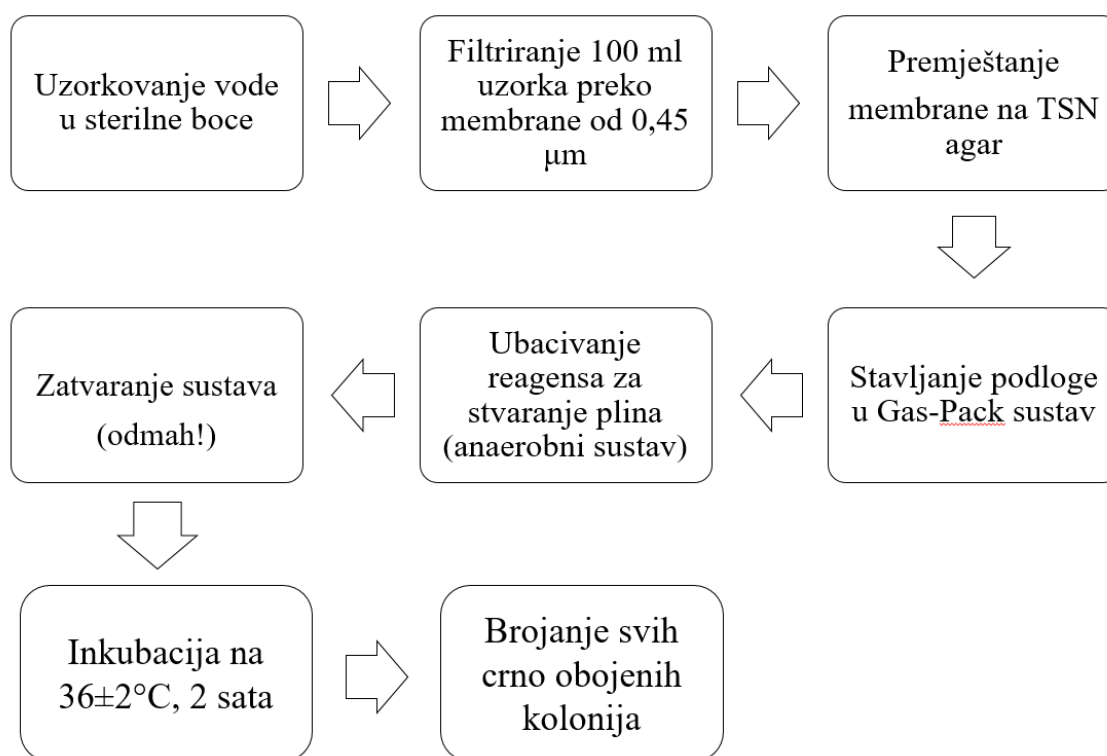 Uzorkovanje vode
u sterilne boce
Filtriranje 100 ml
uzorka preko
membrane od 0,45
µm
Premještanje
membrane na TSN
agar
Stavljanje podloge
u Gas-Pack sustav
Ubacivanje
reagensa za
stvaranje plina
(anaerobni sustav)
Zatvaranje sustava
(odmah!)
Inkubacija na
36±2°C, 2 sata
Brojanje svih
crno obojenih
kolonija